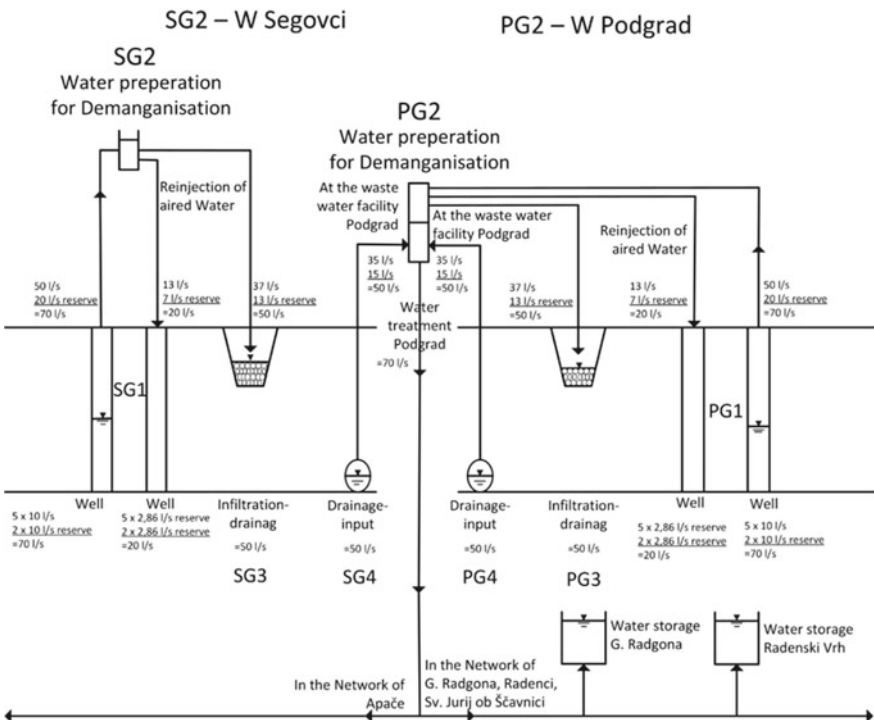 SG2 – W Segovci
PG2 – W Podgrad
SG2
Water preperation
for Demanganisation
PG2
Water preperation
for Demanganisation
Reinjection of
aired Water
At the waste
water facility
Podgrad
At the waste water
facility Podgrad
Reinjection of
aired Water
50 l/s
20 l/s reserve
=70 l/s
13 l/s
7 l/s reserve
=20 l/s
37 l/s
13 l/s reserve
=50 l/s
35 l/s
15 l/s
=50 l/s
35 l/s
15 l/s
=50 l/s
37 l/s
13 l/s reserve
=50 l/s
13 l/s
7 l/s reserve
=20 l/s
50 l/s
20 l/s reserve
=70 l/s
Water
treatment
Podgrad
=70 l/s
SG1
PG1
Well
5 x 10 l/s
2 x 10 l/s reserve
=70 l/s
Well
5 x 2,86 l/s reserve
2 x 2,86 l/s reserve
=20 l/s
Infiltration-
drainag
=50 l/s
SG3
Drainage-
input
=50 l/s
SG4
Drainage-
input
=50 l/s
PG4
Infiltration-
drainag
=50 l/s
PG3
Well
5 x 2,86 l/s reserve
2 x 2,86 l/s reserve
=20 l/s
Well
5 x 10 l/s
2 x 10 l/s reserve
=70 l/s
Water storage
G. Radgona
Water storage
Radenski Vrh
In the Network of
Apače
In the Network of
G. Radgona, Radenci,
Sv. Jurij ob Ščavnici